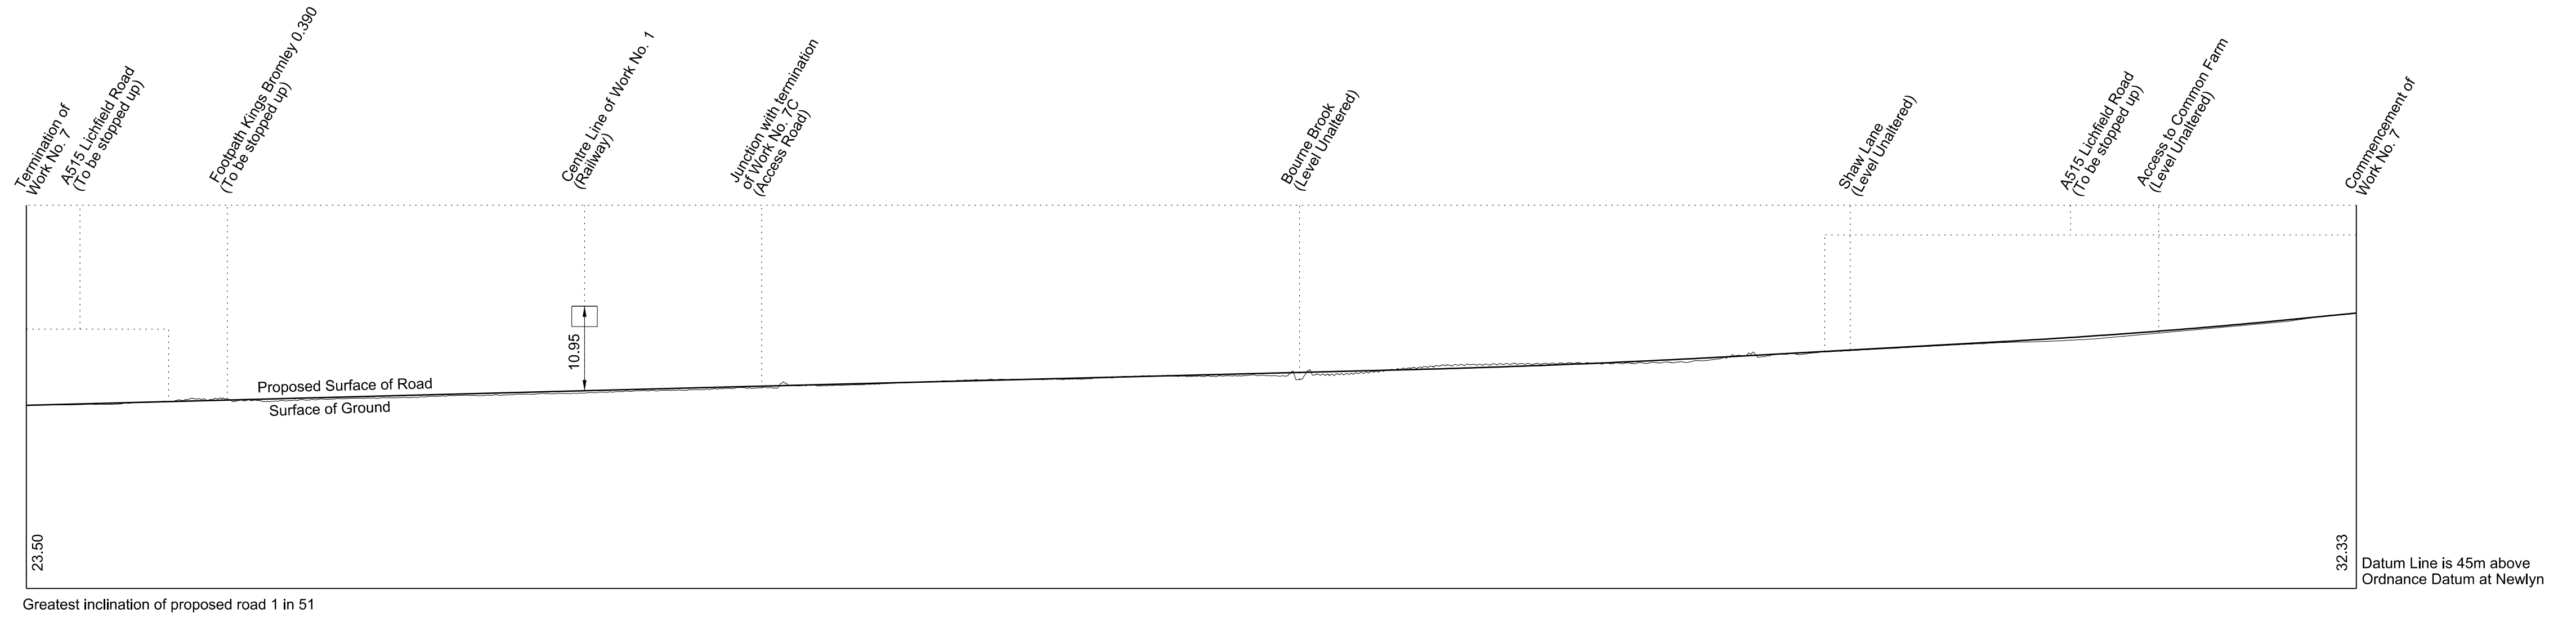 Termination of
Work No. 7
A515 Lichfield Road
(To be stopped up)
Footpath Kings Bromley 0.390
(To be stopped up)
Centre Line of Work No. 1
(Railway)
Junction with termination
of Work No. 7C
(Access Road)
Bourne Brook
(Level Unaltered)
Shaw Lane
(Level Unaltered)
A515 Lichfield Road
(To be stopped up)
Access to Common Farm
(Level Unaltered)
Commencement of
Work No. 7
10.95
Proposed Surface of Road
Surface of Ground
23.50
32.33
Datum Line is 45m above
Ordnance Datum at Newlyn
Greatest inclination of proposed road 1 in 51